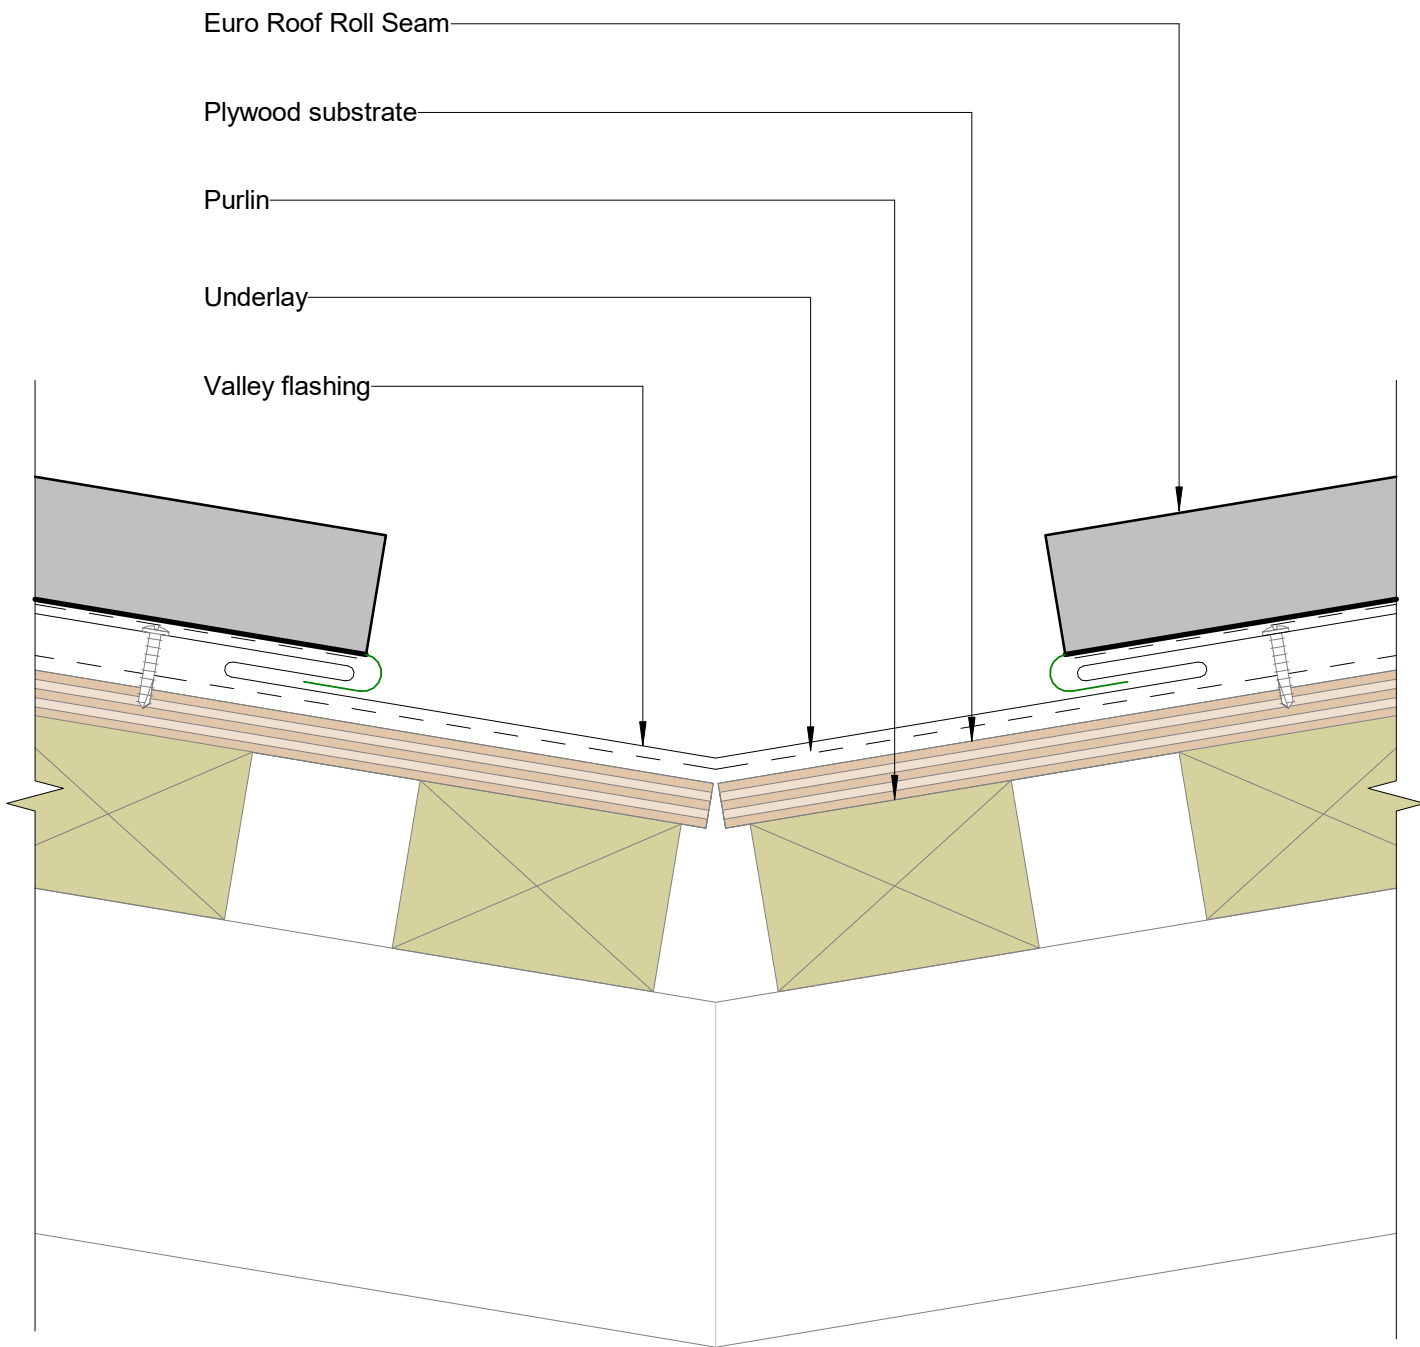 Euro Roof Roll Seam
Plywood substrate
Purlin
Underlay
Valley flashing